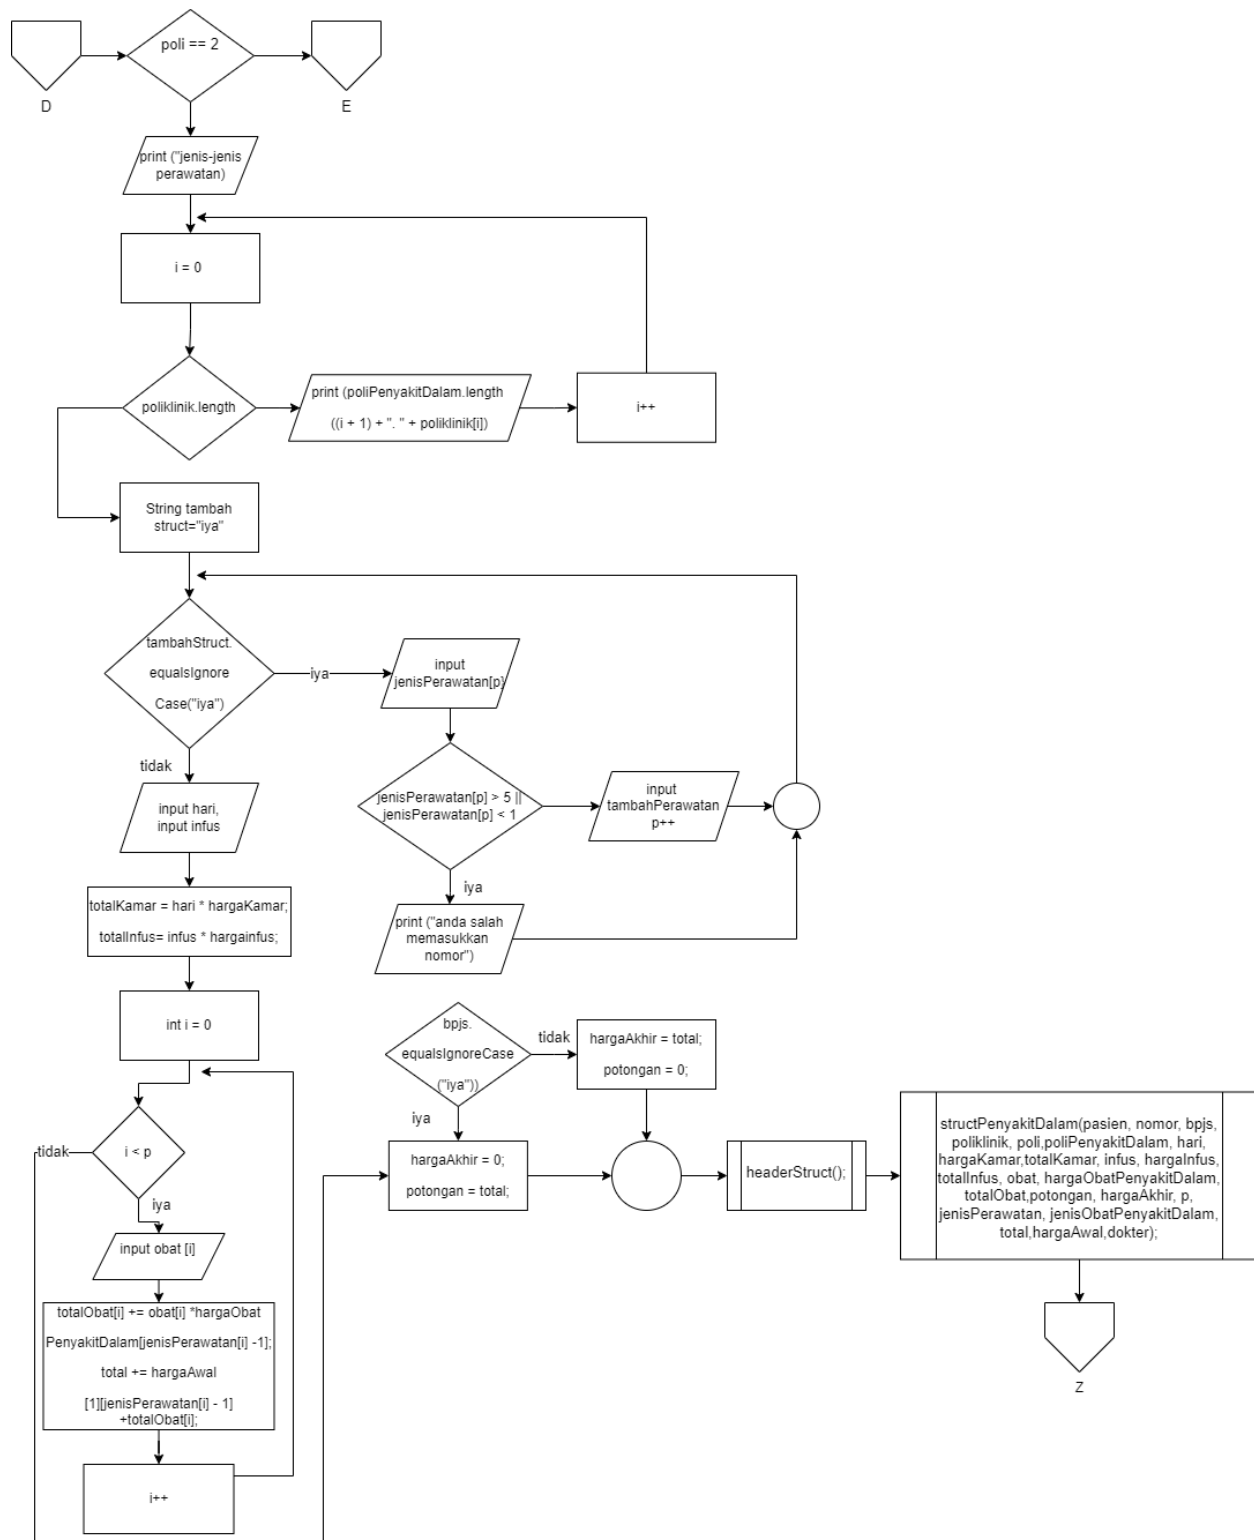 poli == 2
D
E
print ("jenis-jenis
perawatan)
i = 0
poliklinik.length
print (poliPenyakitDalam.length
((i + 1) + ". " + poliklinik[i])
i++
String tambah
struct="iya"
tambahStruct.
equalsIgnore
Case("iya")
iya
input
jenisPerawatan[p]
tidak
input hari,
input infus
jenisPerawatan[p] > 5 ||
jenisPerawatan[p] < 1
input
tambahPerawatan
p++
iya
print ("anda salah
memasukkan
nomor")
totalKamar = hari * hargaKamar;
totalInfus= infus * hargainfus;
int i = 0
bpjs.
equalsIgnoreCase
("iya"))
tidak
hargaAkhir = total;
potongan = 0;
iya
i < p
tidak
iya
hargaAkhir = 0;
potongan = total;
headerStruct();
structPenyakitDalam(pasien, nomor, bpjs,
poliklinik, poli,poliPenyakitDalam, hari,
hargaKamar,totalKamar, infus, hargaInfus,
totalInfus, obat, hargaObatPenyakitDalam,
totalObat,potongan, hargaAkhir, p,
jenisPerawatan, jenisObatPenyakitDalam,
total,hargaAwal,dokter);
input obat [i]
totalObat[i] += obat[i] *hargaObat
PenyakitDalam[jenisPerawatan[i] -1];
total += hargaAwal
[1][jenisPerawatan[i] - 1]
+totalObat[i];
Z
i++